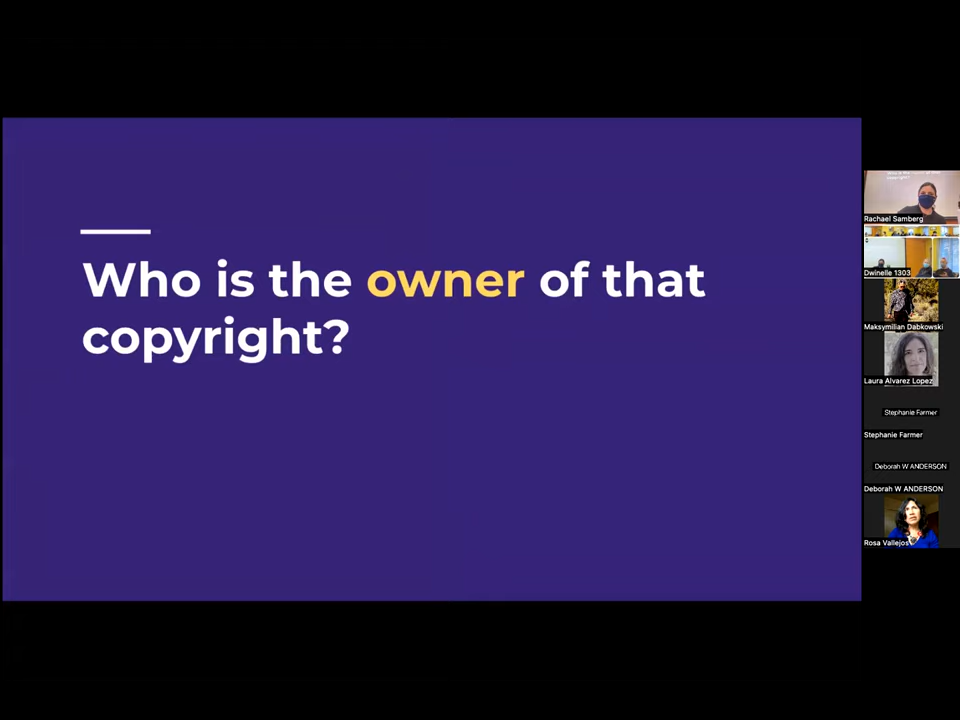 Who is the owner of that
copyright?
Rachael Samberg
Dwinelle 1303
Maksymilian Dabkowski
Laura Alvarez Lopez
Stephanie Farmer
Stephanie Farmer
Deborah W ANDERSON
Deborah W ANDERSON
Rosa Vallejos